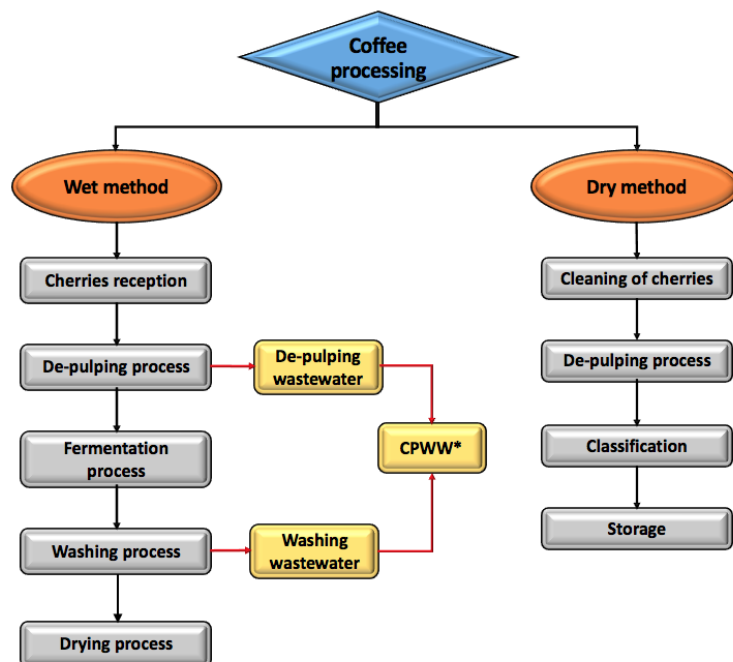 Coffee
processing
Wet method
Dry method
Cherries reception
Cleaning of cherries
De-pulping process
De-pulping
wastewater
De-pulping process
Fermentation
process
CPWW*
Classification
Washing process
Washing
wastewater
Storage
Drying process